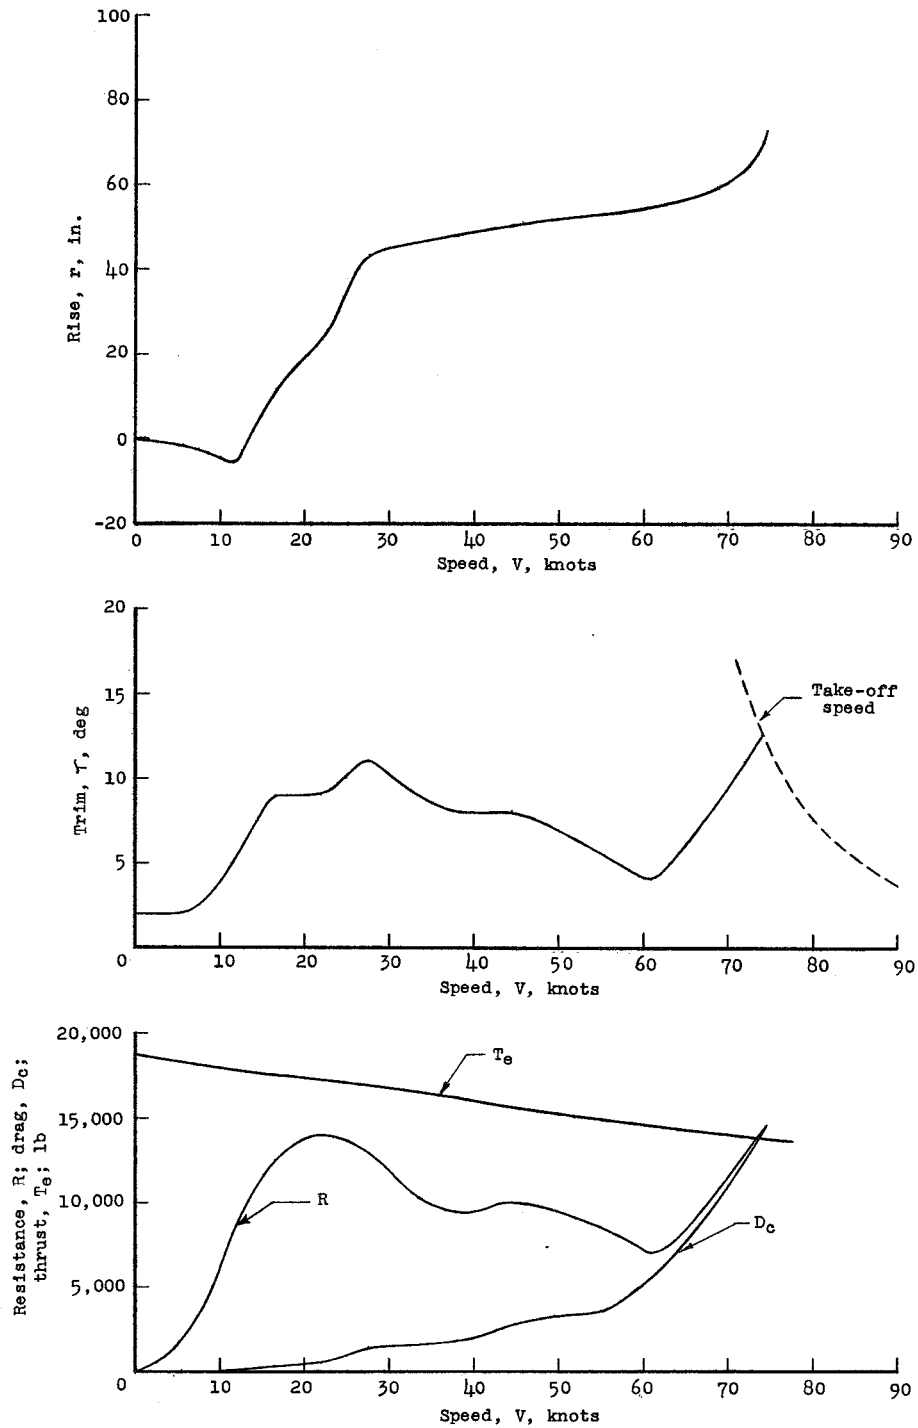 100
80
60
40
20
0
-20
Rise, r, in.
0 10 20 30 40 50 60 70 80 90
Speed, V, knots
20
15
10
5
0 10 20 30 40 50 60 70 80 90
Trim, τ, deg
Take-off
speed
Speed, V, knots
20,000
15,000
10,000
5,000
0 10 20 30 40 50 60 70 80 90
Resistance, R; drag, Dc;
thrust, Te; lb
Te
R
Dc
Speed, V, knots